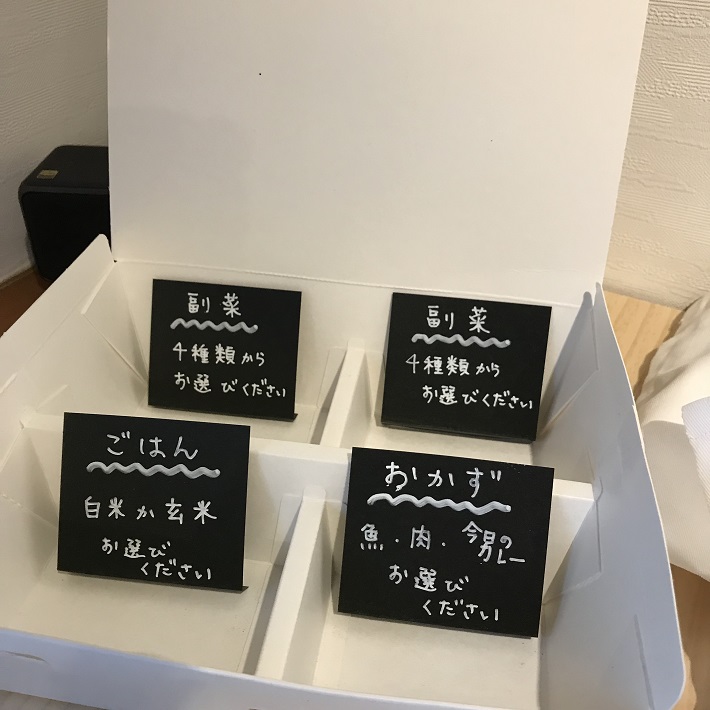 副菜
4種類から
お選びください
副菜
4種類から
お選びください
ごはん
白米か玄米
お選び
ください
おかず
魚・肉・今月の
カレー
お選び
ください